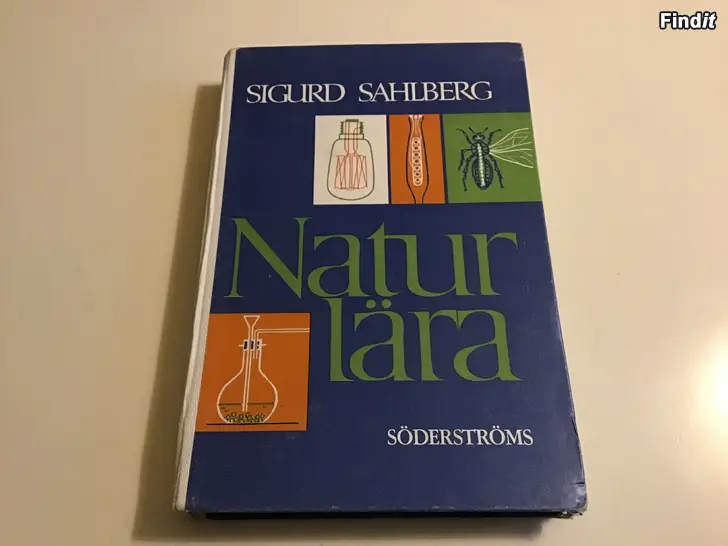 Findit
SIGURD SAHLBERG
Natur
lära
SÖDERSTRÖMS